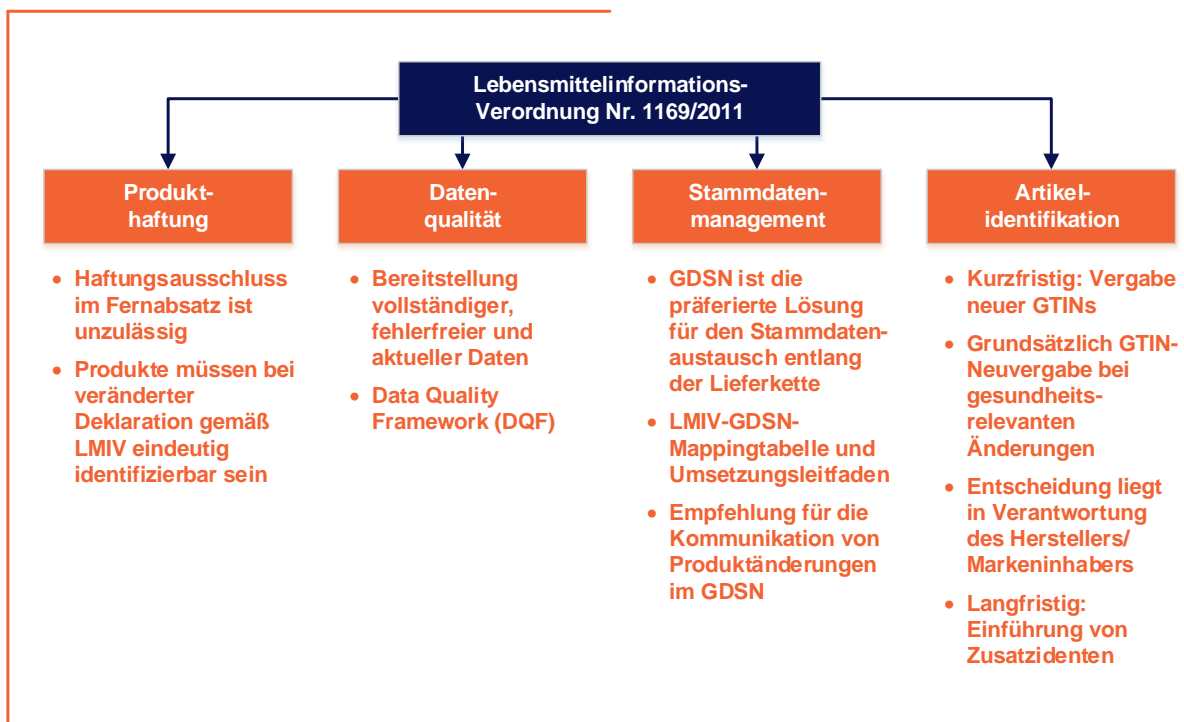 Lebensmittelinformations-
Verordnung Nr. 1169/2011
Produkt-
haftung
• Haftungsausschluss
im Fernabsatz ist
unzulässig
• Produkte müssen bei
veränderter
Deklaration gemäß
LMIV eindeutig
identifizierbar sein
Daten-
qualität
• Bereitstellung
vollständiger,
fehlerfreier und
aktueller Daten
• Data Quality
Framework (DQF)
Stammdaten-
management
• GDSN ist die
präferierte Lösung
für den Stammdaten-
austausch entlang
der Lieferkette
• LMIV-GDSN-
Mappingtabelle und
Umsetzungsleitfaden
• Empfehlung für die
Kommunikation von
Produktänderungen
im GDSN
Artikel-
identifikation
• Kurzfristig: Vergabe
neuer GTINs
• Grundsätzlich GTIN-
Neuvergabe bei
gesundheits-
relevanten
Änderungen
• Entscheidung liegt
in Verantwortung
des Herstellers/
Markeninhabers
• Langfristig:
Einführung von
Zusatzidenten